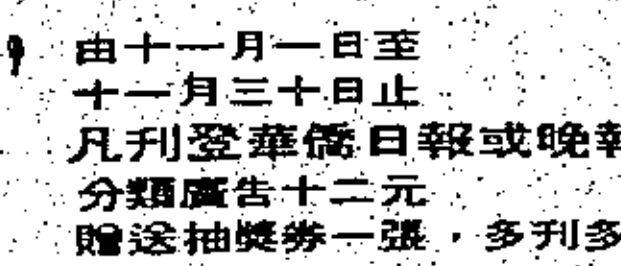 由十一月一日至
十一月三十日止
凡刊登華僑日報或晚報
分類廣告十二元
贈送抽獎券一張，多刊多